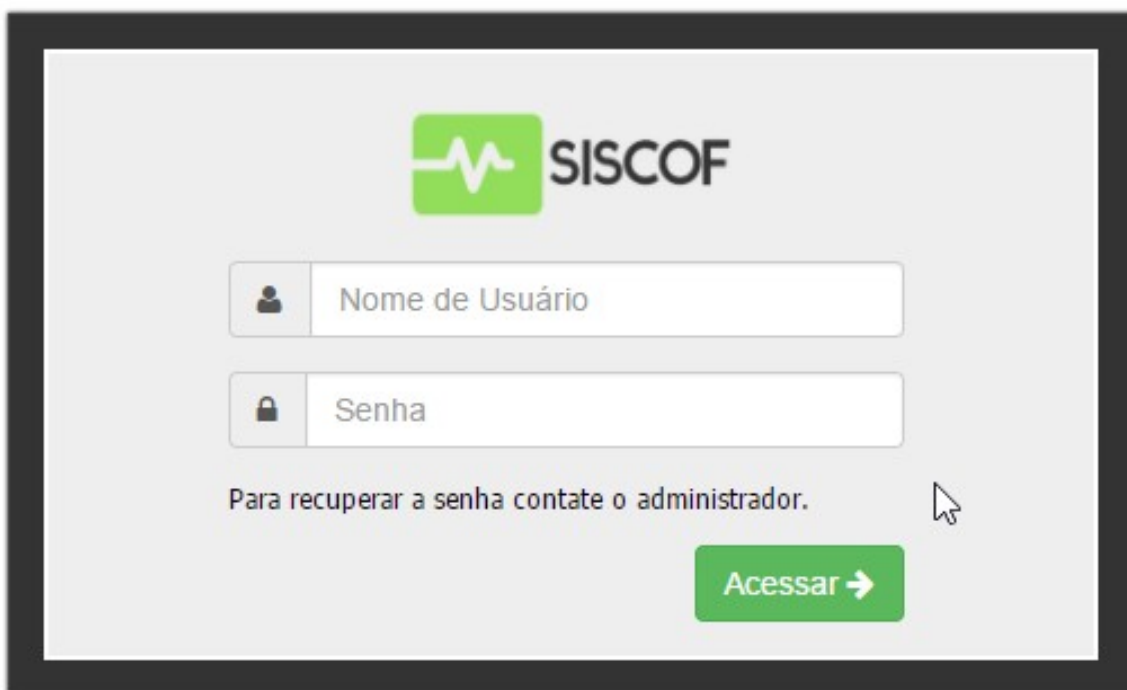 SISCOF
Nome de Usuário
Senha
Para recuperar a senha contate o administrador.
Acessar